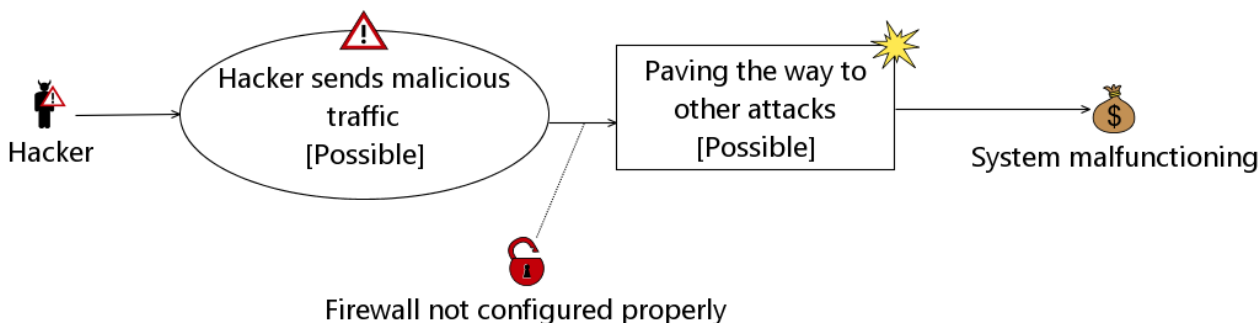 Hacker
Hacker sends malicious
traffic
[Possible]
Firewall not configured properly
Paving the way to
other attacks
[Possible]
$
System malfunctioning